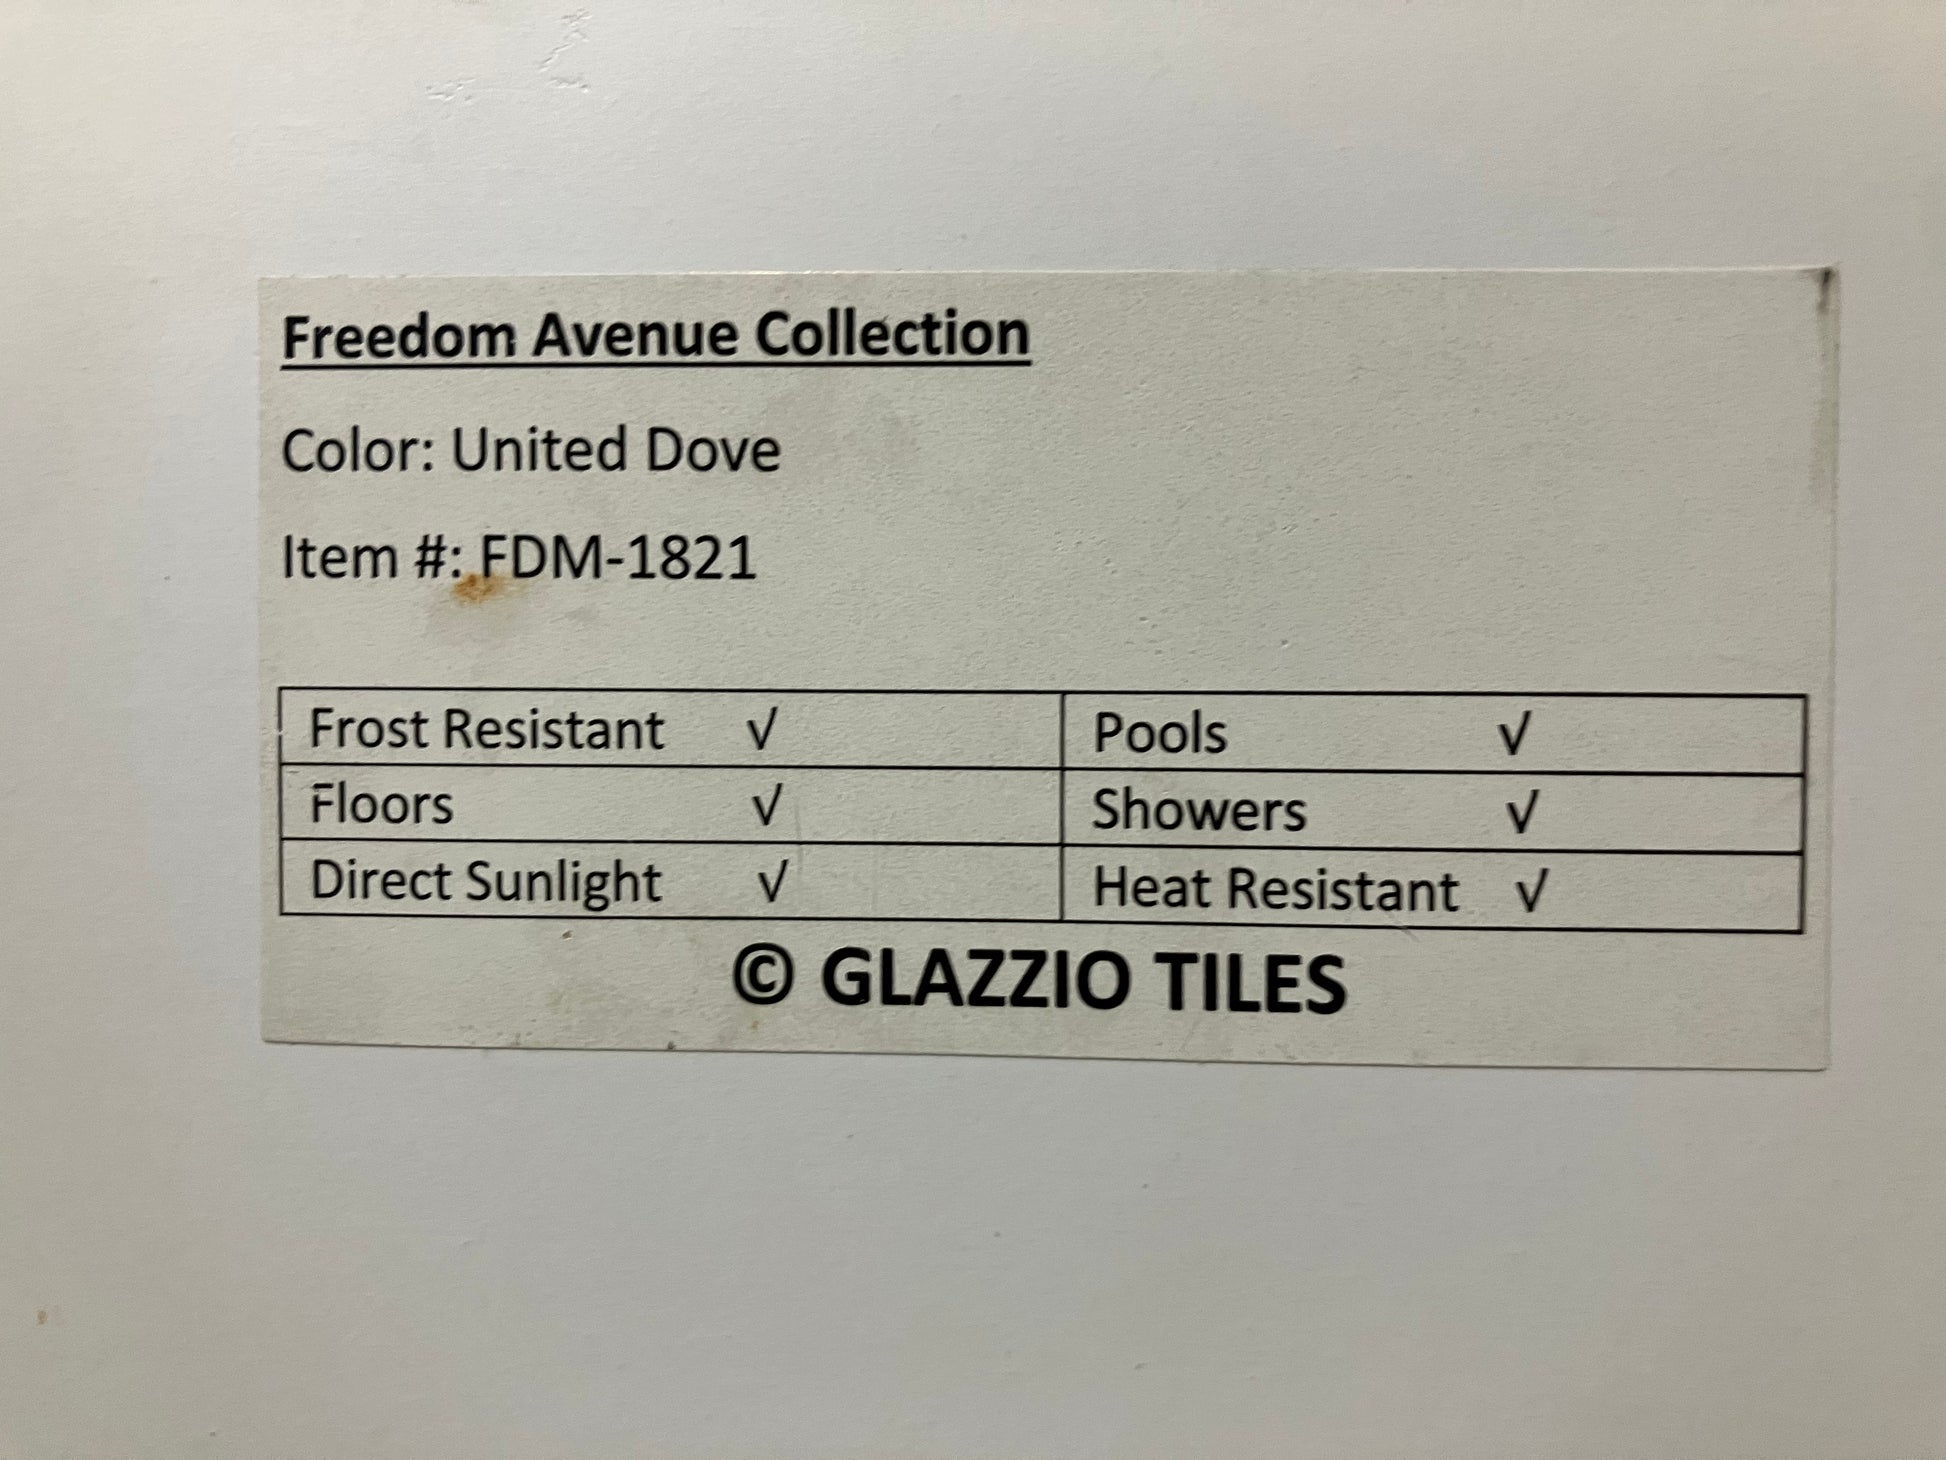 Freedom Avenue Collection
Color: United Dove
Item #: FDM-1821
Frost Resistant √ Pools √
Floors √ Showers √
Direct Sunlight √ Heat Resistant √
© GLAZZIO TILES